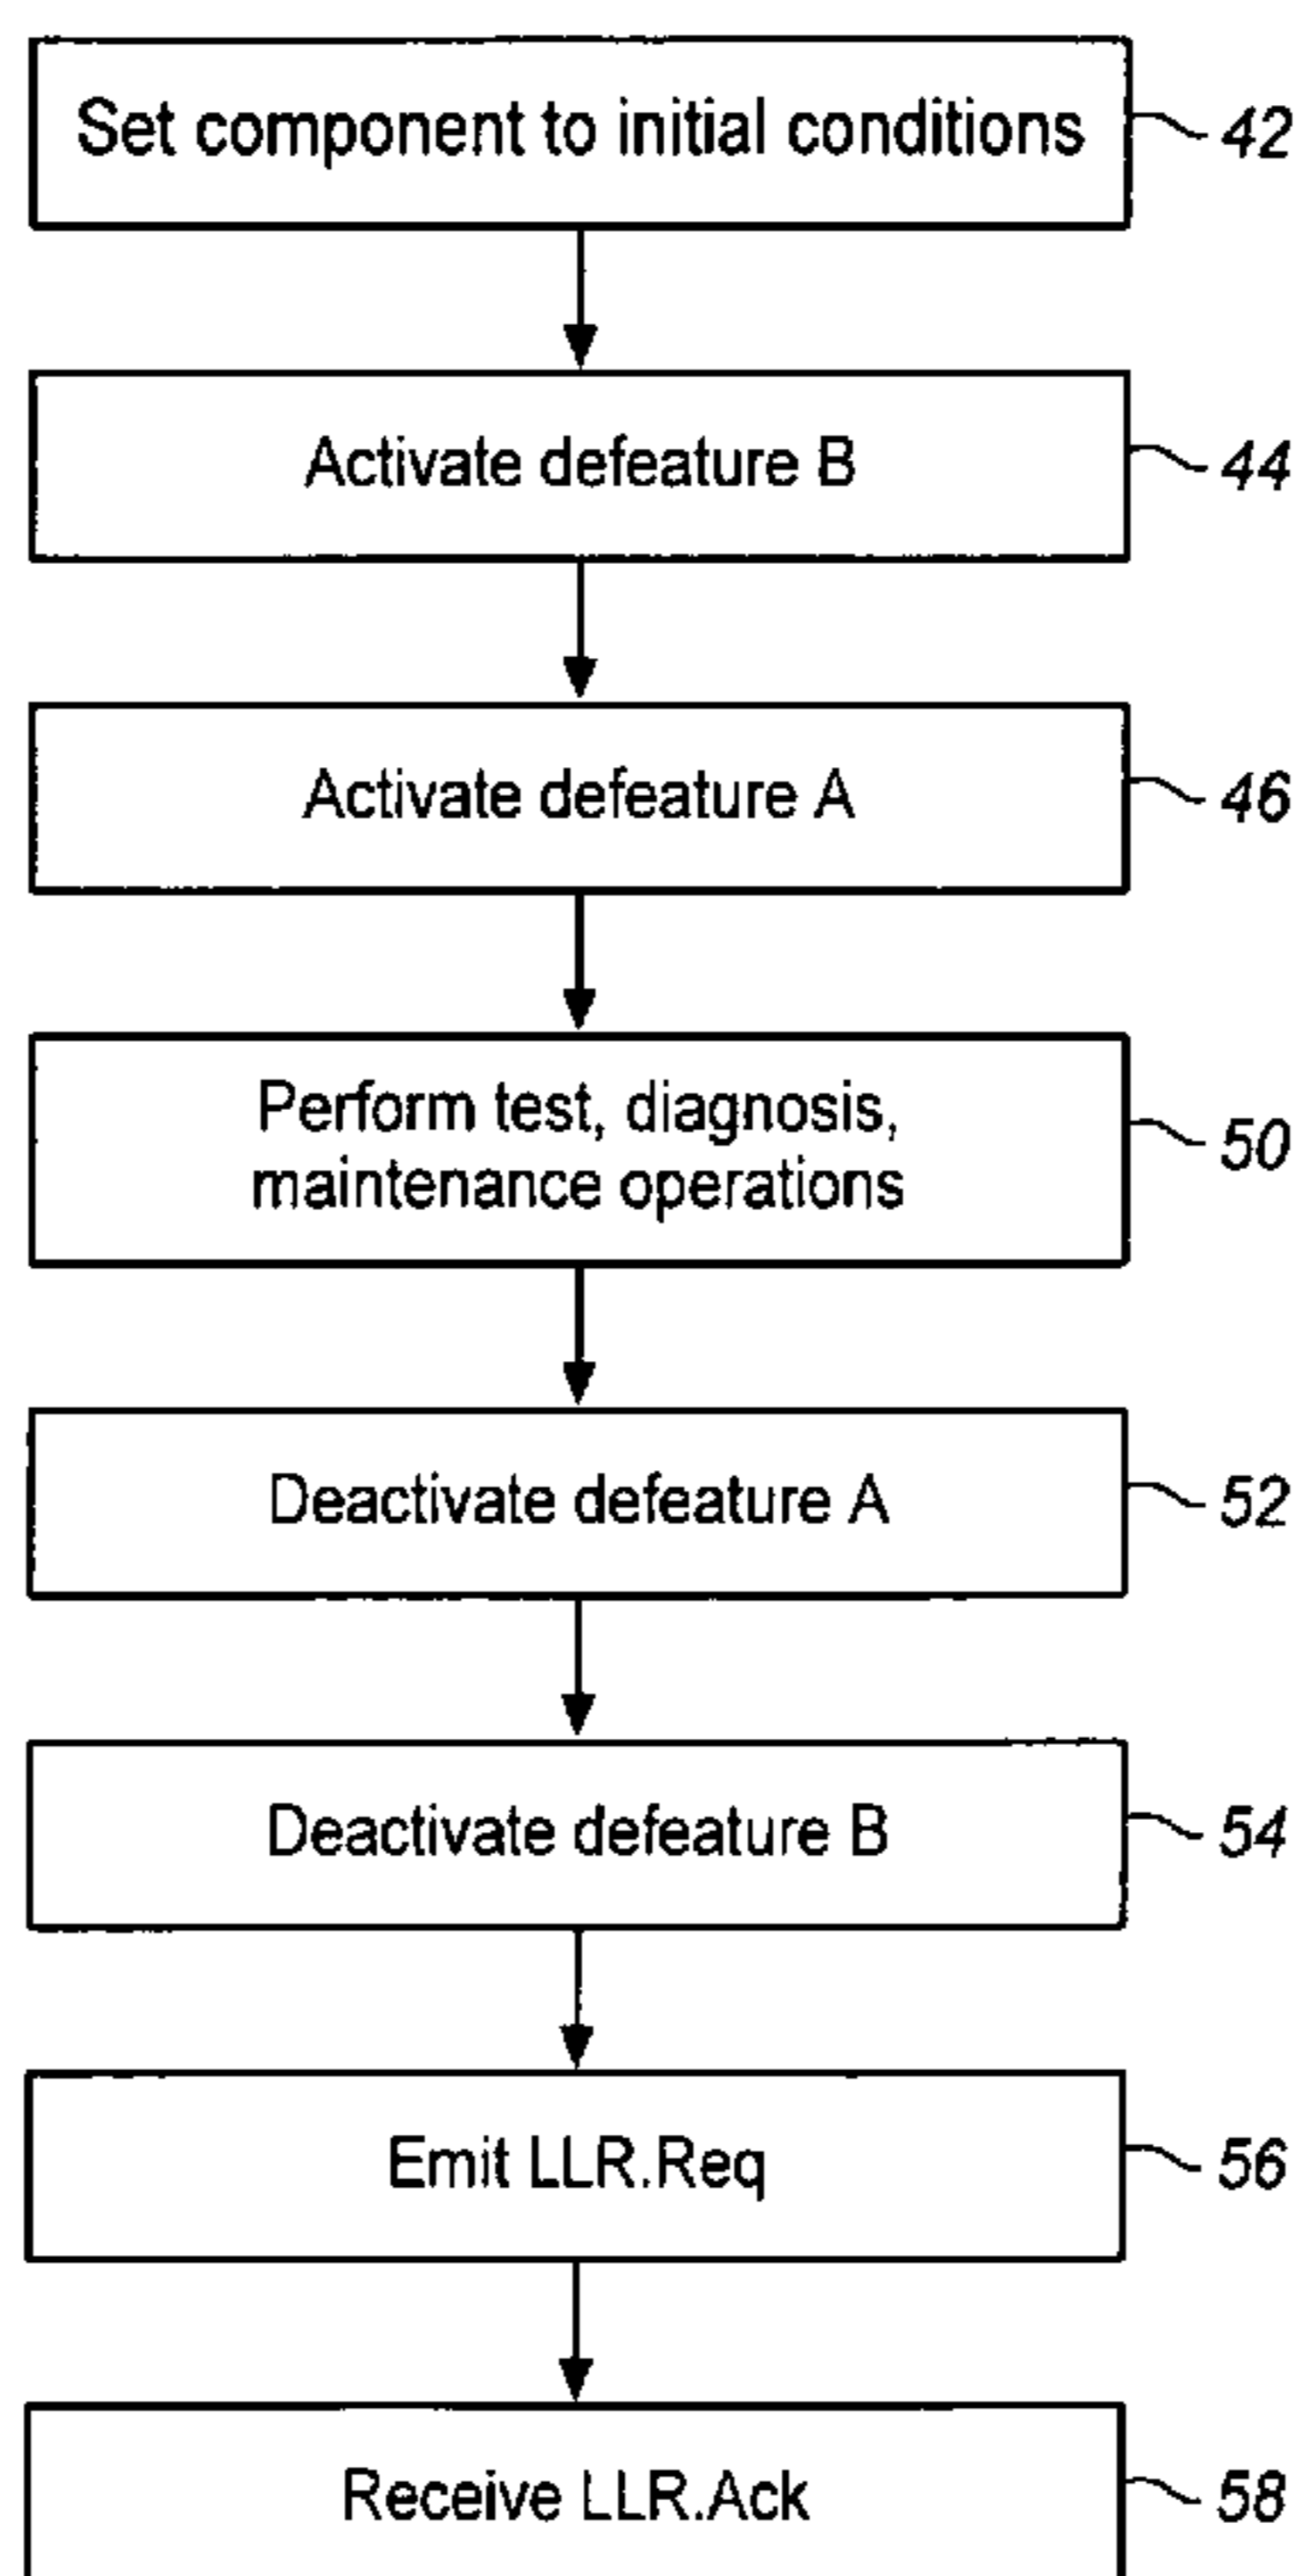 Set component to initial conditions
42
Activate defeature B
44
Activate defeature A
46
Perform test, diagnosis,
maintenance operations
50
Deactivate defeature A
52
Deactivate defeature B
54
Emit LLR.Req
56
Receive LLR.Ack
58